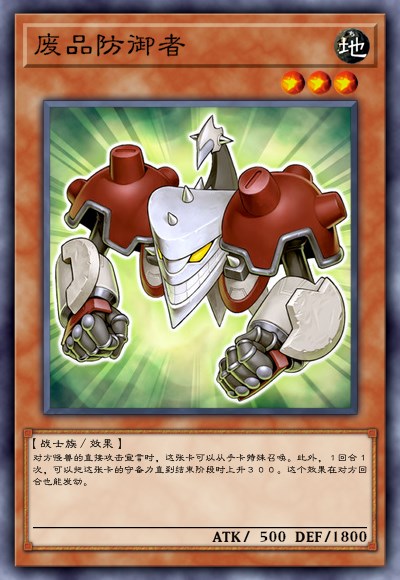 废品防御者
地
【战士族／效果】
对方怪兽的直接攻击宣言时，这张卡可以从手卡特殊召唤。此外，１回合１
次，可以把这张卡的守备力直到结束阶段时上升３００。这个效果在对方回
合也能发动。
ATK/ 500 DEF/1800